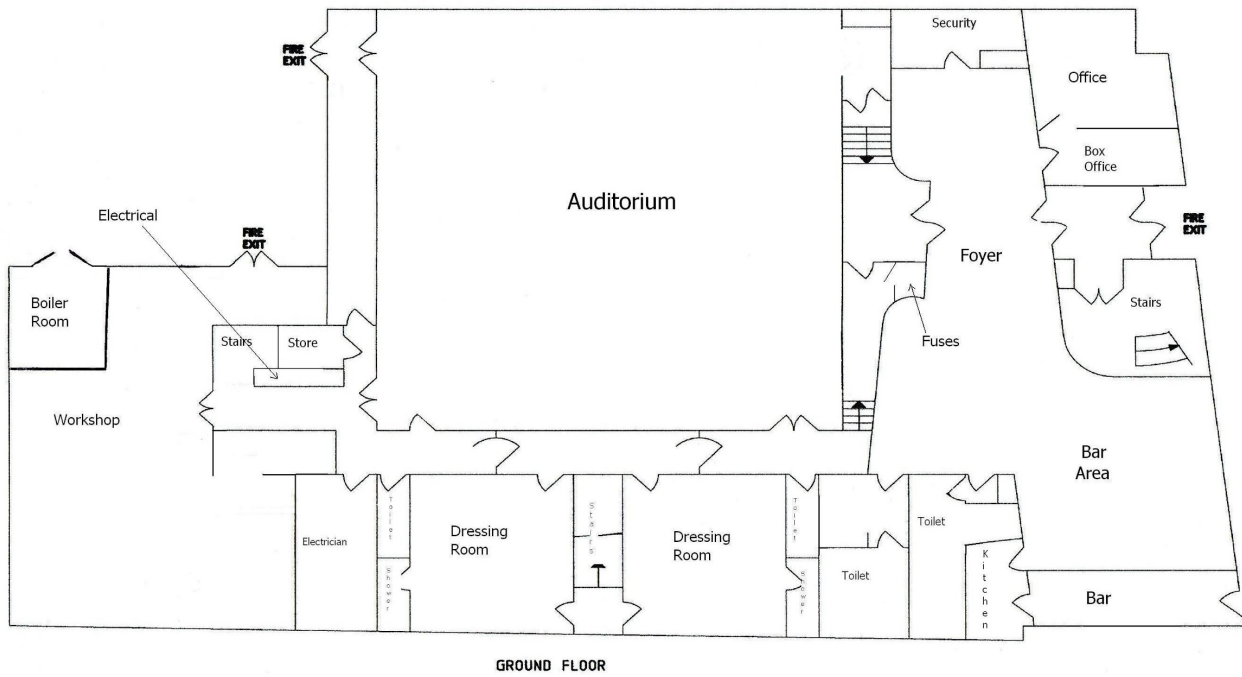 Security
FIRE
EXIT
Office
Box
Office
Auditorium
Electrical
FIRE
EXIT
FIRE
EXIT
Foyer
Boiler
Room
Stairs
Stairs
Store
Fuses
Workshop
Bar
Area
Toilet
Stairs
Toilet
Dressing
Room
Dressing
Room
Toilet
Electrician
Shower
Shower
Toilet
Kitchen
Bar
GROUND FLOOR